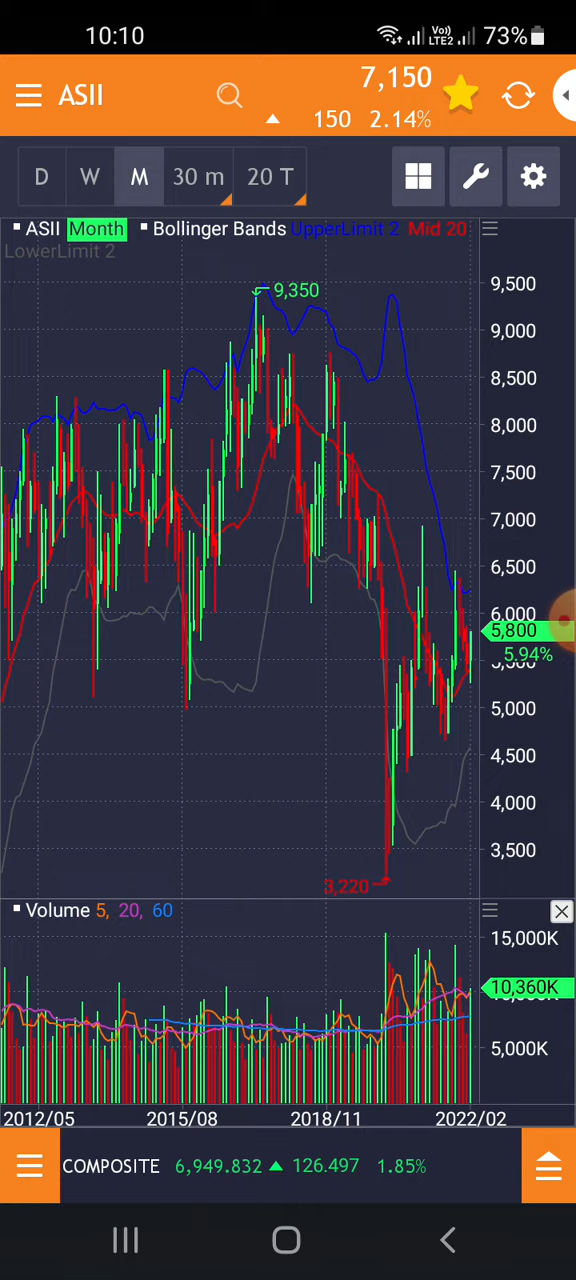 10:10 Vo)) LTE2 73%
ASII 7,150
150 2.14%
D W M 30 m 20 T
ASII Month Bollinger Bands UpperLimit 2 Mid 20
LowerLimit 2
9,350
9,500
9,000
8,500
8,000
7,500
7,000
6,500
6,000
5,800
5.94%
5,000
4,500
4,000
3,500
3,220
Volume 5, 20, 60
15,000K
10,360K
5,000K
2012/05 2015/08 2018/11 2022/02
COMPOSITE 6,949.832 126.497 1.85%